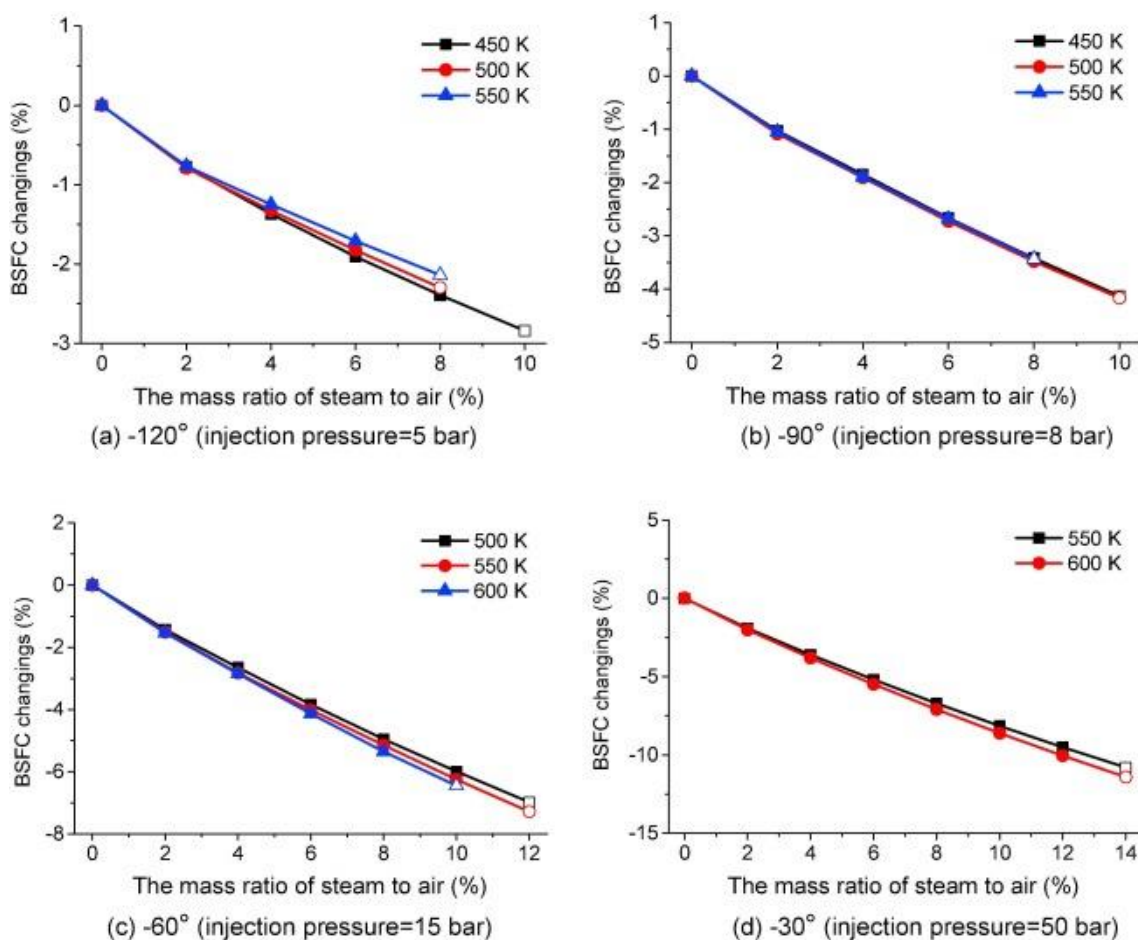 1
0
-1
-2
-3
BSFC changings (%)
450 K
500 K
550 K
0 2 4 6 8 10
The mass ratio of steam to air (%)
(a) -120° (injection pressure=5 bar)
1
0
-1
-2
-3
-4
-5
BSFC changings (%)
450 K
500 K
550 K
0 2 4 6 8 10
The mass ratio of steam to air (%)
(b) -90° (injection pressure=8 bar)
2
0
-2
-4
-6
-8
BSFC changings (%)
500 K
550 K
600 K
0 2 4 6 8 10 12
The mass ratio of steam to air (%)
(c) -60° (injection pressure=15 bar)
5
0
-5
-10
-15
BSFC changings (%)
550 K
600 K
0 2 4 6 8 10 12 14
The mass ratio of steam to air (%)
(d) -30° (injection pressure=50 bar)